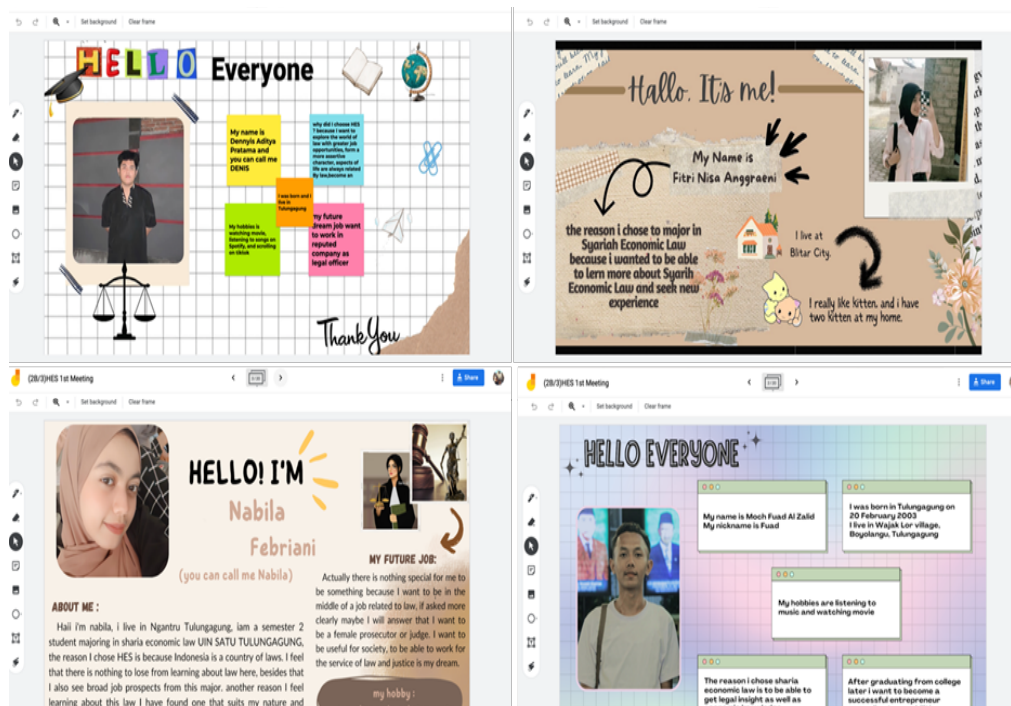 Set background
Clear frame
HELLO Everyone
My name is
Dennyis Aditya
Pratama and
you can call me
DENIS
why did I choose HES
? because I want to
explore the world of
law with greater job
opportunities, form a
more assertive
character, aspects of
life are always related
By law,become an
I was born and I
live in
Tulungagung
My hobbies is
watching movie,
listening to songs on
Spotify, and scrolling
on tiktok
my future
dream job want
to work in
reputed
company as
legal officer
Thank You
Set background
Clear frame
Hallo, It's me!
My Name is
Fitri Nisa Anggraeni
the reason i chose to major in
Syariah Economic Law
because i wanted to be able
to lern more about Syarih
Economic Law and seek new
experience
I live at
Blitar City.
I really like kitten, and i have
two kitten at my home.
(28/3)HES 1st Meeting
Share
Set background
Clear frame
HELLO! I'M
Nabila
Febriani
(you can call me Nabila)
ABOUT ME :
Haii i'm nabila, i live in Ngantru Tulungagung, iam a semester 2
student majoring in sharia economic law UIN SATU TULUNGAGUNG,
the reason I chose HES is because Indonesia is a country of laws. I feel
that there is nothing to lose from learning about law here, besides that
I also see broad job prospects from this major. another reason I feel
learning about this law I have found one that suits my nature and
MY FUTURE JOB:
Actually there is nothing special for me to
be something because I want to be in the
middle of a job related to law, if asked more
clearly maybe I will answer that I want to
be a female prosecutor or judge. I want to
be useful for society, to be able to work for
the service of law and justice is my dream.
my hobby :
(28/3)HES 1st Meeting
Share
Set background
Clear frame
HELLO EVERYONE
My name is Moch Fuad Al Zalid
My nickname is Fuad
I was born in Tulungagung on
20 February 2003
I live in Wajak Lor village,
Boyolangu, Tulungagung
My hobbies are listening to
music and watching movie
The reason i chose sharia
economic law is to be able to
get legal insight as well as
After graduating from college
later i want to become a
successful entrepreneur